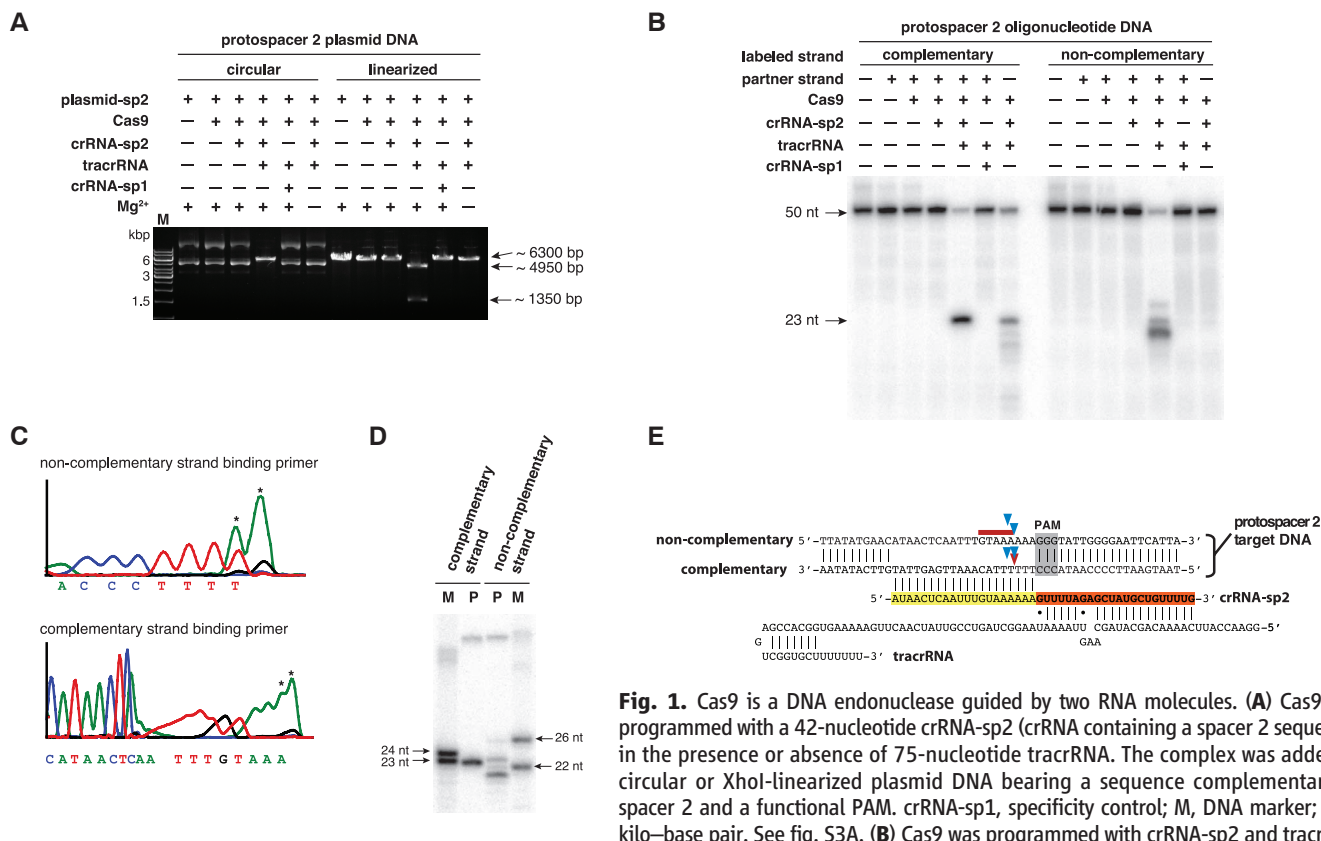 A
protospacer 2 plasmid DNA
circular linearized
plasmid-sp2 + + + + + + + + + + + +
Cas9 — + + + + + — + + + + +
crRNA-sp2 — — + + — + — — + + — +
tracrRNA — — — + + + — — — + + +
crRNA-sp1 — — — — + — — — — — + —
Mg2+ + + + + + — + + + + + —
M
kbp
6
3
1.5
~ 6300 bp
~ 4950 bp
~ 1350 bp
B
protospacer 2 oligonucleotide DNA
labeled strand complementary non-complementary
partner strand — + + + + + — — + + + + + —
Cas9 — — + + + + + — — + + + + +
crRNA-sp2 — — — + + — + — — — + + — +
tracrRNA — — — — + + + — — — — + + +
crRNA-sp1 — — — — — + — — — — — — + —
50 nt
23 nt
C
non-complementary strand binding primer
* *
A C C C T T T T
complementary strand binding primer
* *
C A T A A C T C A A T T T G T A A A
D
complementary strand
non-complementary strand
M P P M
24 nt
23 nt
26 nt
22 nt
E
PAM
non-complementary 5'-TTATATGAACATAACTCAATTTGTAAAAAAGGGTATTGGGGAATTCATTA-3'
complementary 3'-AATATACTTGTATTGAGTTAAACATTTTTTCCCATAACCCCTTAAGTAAT-5'
protospacer 2
target DNA
5'-AUAACUCAAUUUGUAAAAAAGUUUUAGAGCUAUGCUGUUUUG-3' crRNA-sp2
AGCCACGGUGAAAAAGUUCAACUAUUGCCUGAUCGGAAUAAAAUU CGAUACGACAAAACUUACCAAGG-5'
G
GAA
UCGGUGCUUUUUUU-3' tracrRNA
Fig. 1. Cas9 is a DNA endonuclease guided by two RNA molecules. (A) Cas9
programmed with a 42-nucleotide crRNA-sp2 (crRNA containing a spacer 2 seque
in the presence or absence of 75-nucleotide tracrRNA. The complex was adde
circular or XhoI-linearized plasmid DNA bearing a sequence complementar
spacer 2 and a functional PAM. crRNA-sp1, specificity control; M, DNA marker;
kilo–base pair. See fig. S3A. (B) Cas9 was programmed with crRNA-sp2 and tracr